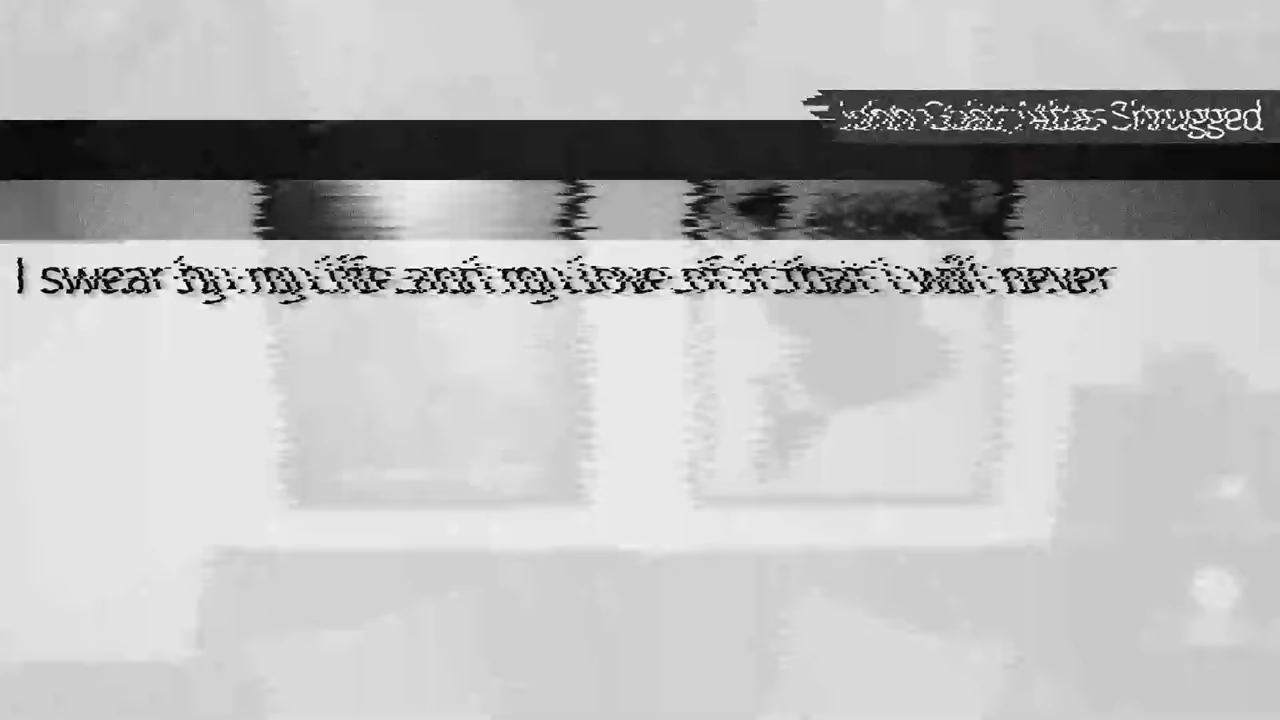 - John Galt, Atlas Shrugged
I swear by my life and my love of it that I will never